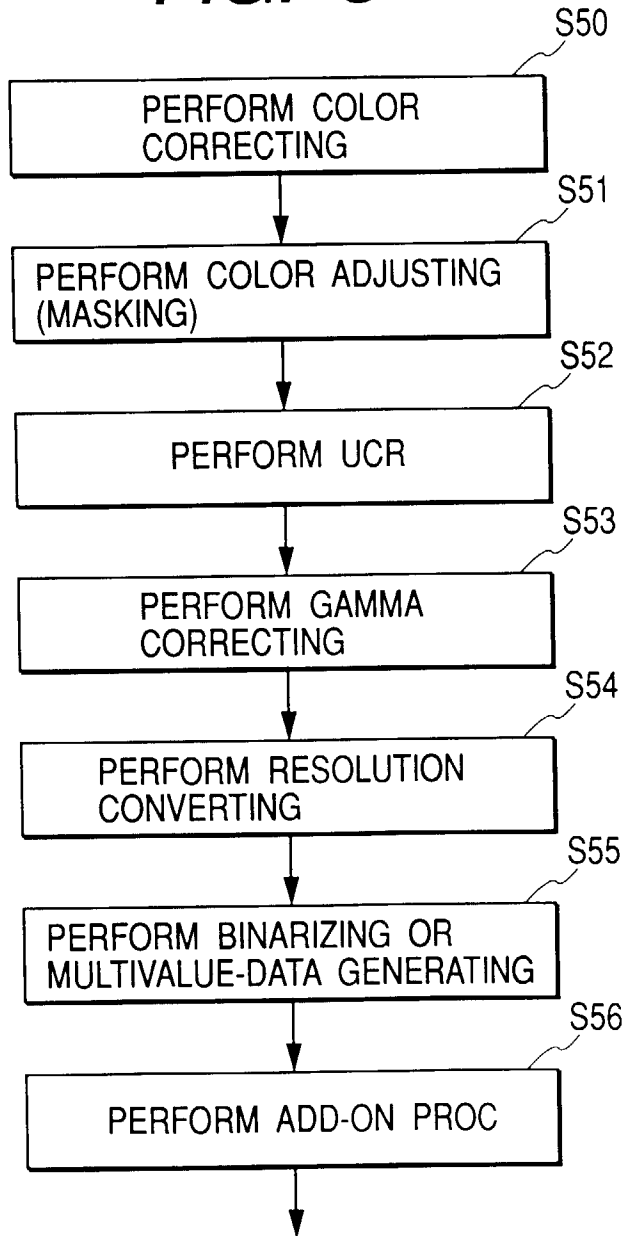 S50
PERFORM COLOR
CORRECTING
S51
PERFORM COLOR ADJUSTING
(MASKING)
S52
PERFORM UCR
S53
PERFORM GAMMA
CORRECTING
S54
PERFORM RESOLUTION
CONVERTING
S55
PERFORM BINARIZING OR
MULTIVALUE-DATA GENERATING
S56
PERFORM ADD-ON PROC